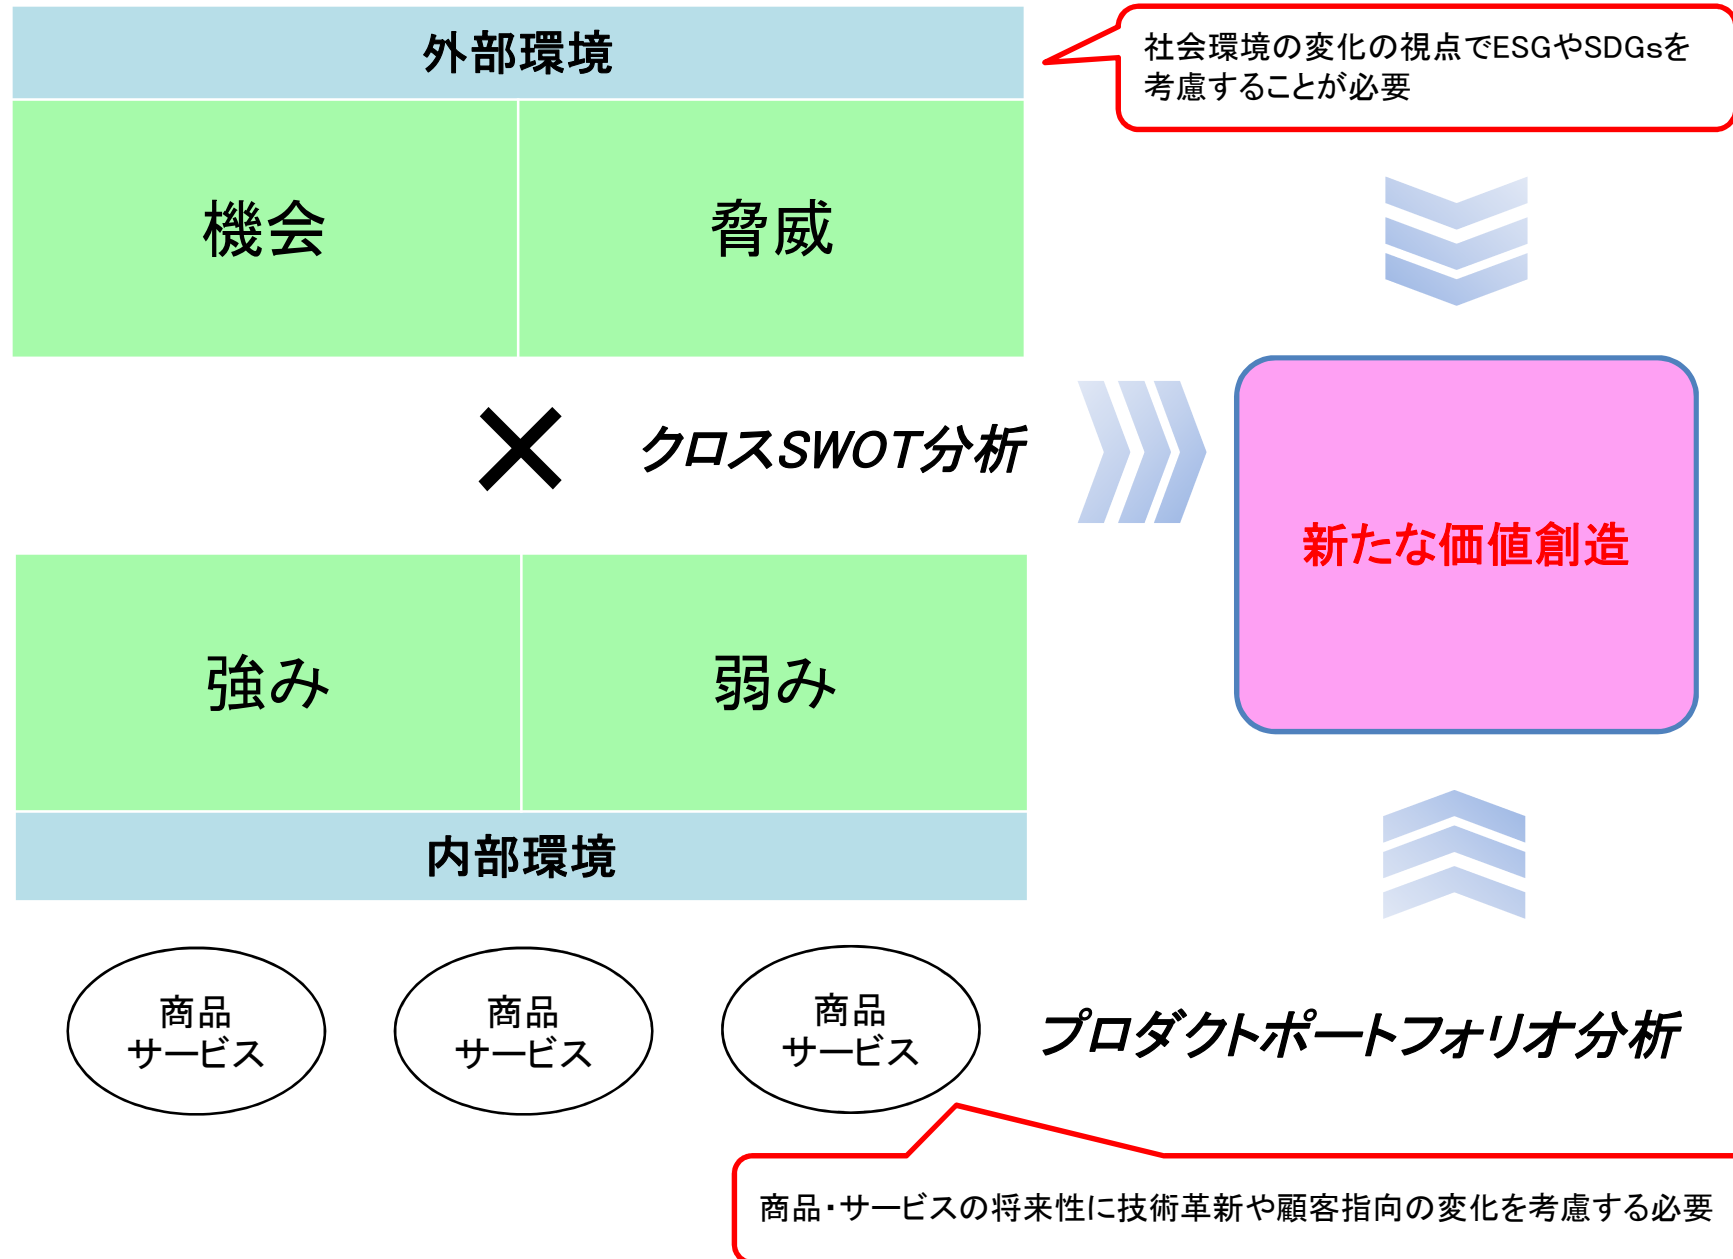 外部環境
社会環境の変化の視点でESGやSDGsを
考慮することが必要
機会
脅威
クロスSWOT分析
新たな価値創造
強み
弱み
内部環境
商品
サービス
商品
サービス
商品
サービス
プロダクトポートフォリオ分析
商品・サービスの将来性に技術革新や顧客指向の変化を考慮する必要